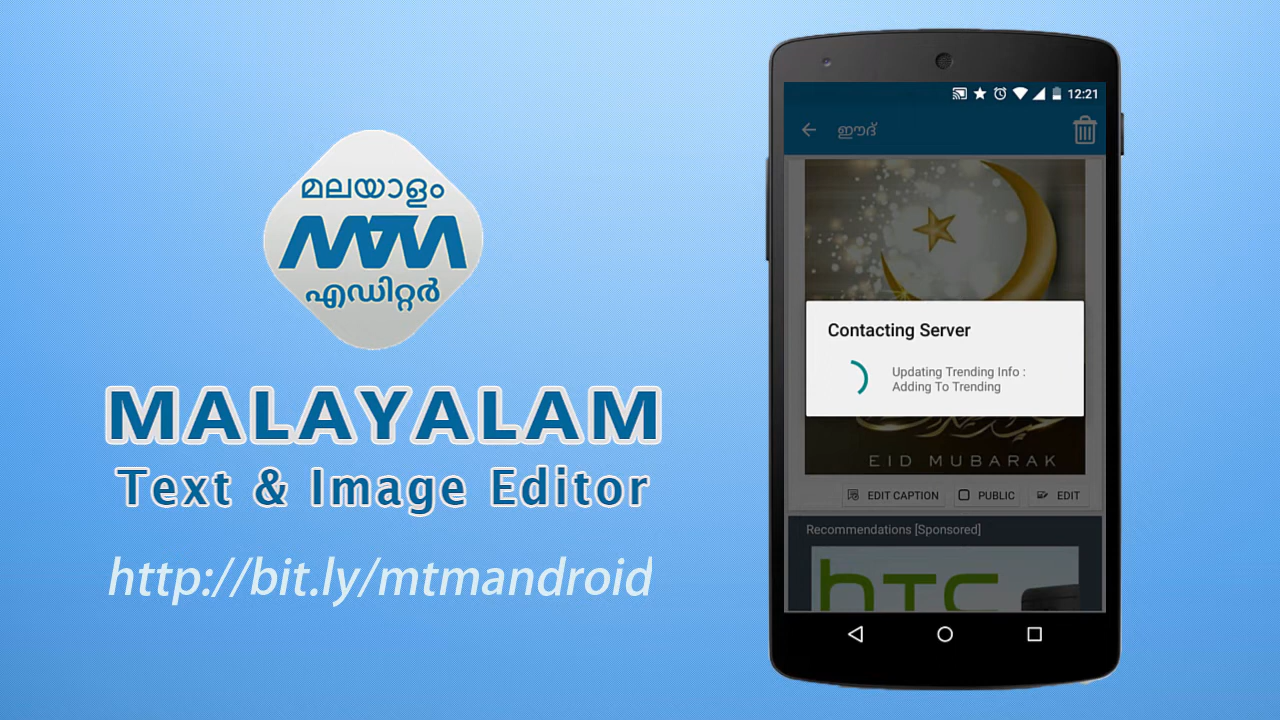 മലയാളം
MTM
എഡിറ്റർ
MALAYALAM
Text & Image Editor
http://bit.ly/mtmandroid
12:21
ഈദ്
Contacting Server
Updating Trending Info :
Adding To Trending
EID MUBARAK
EDIT CAPTION
PUBLIC
EDIT
Recommendations [Sponsored]
hTC